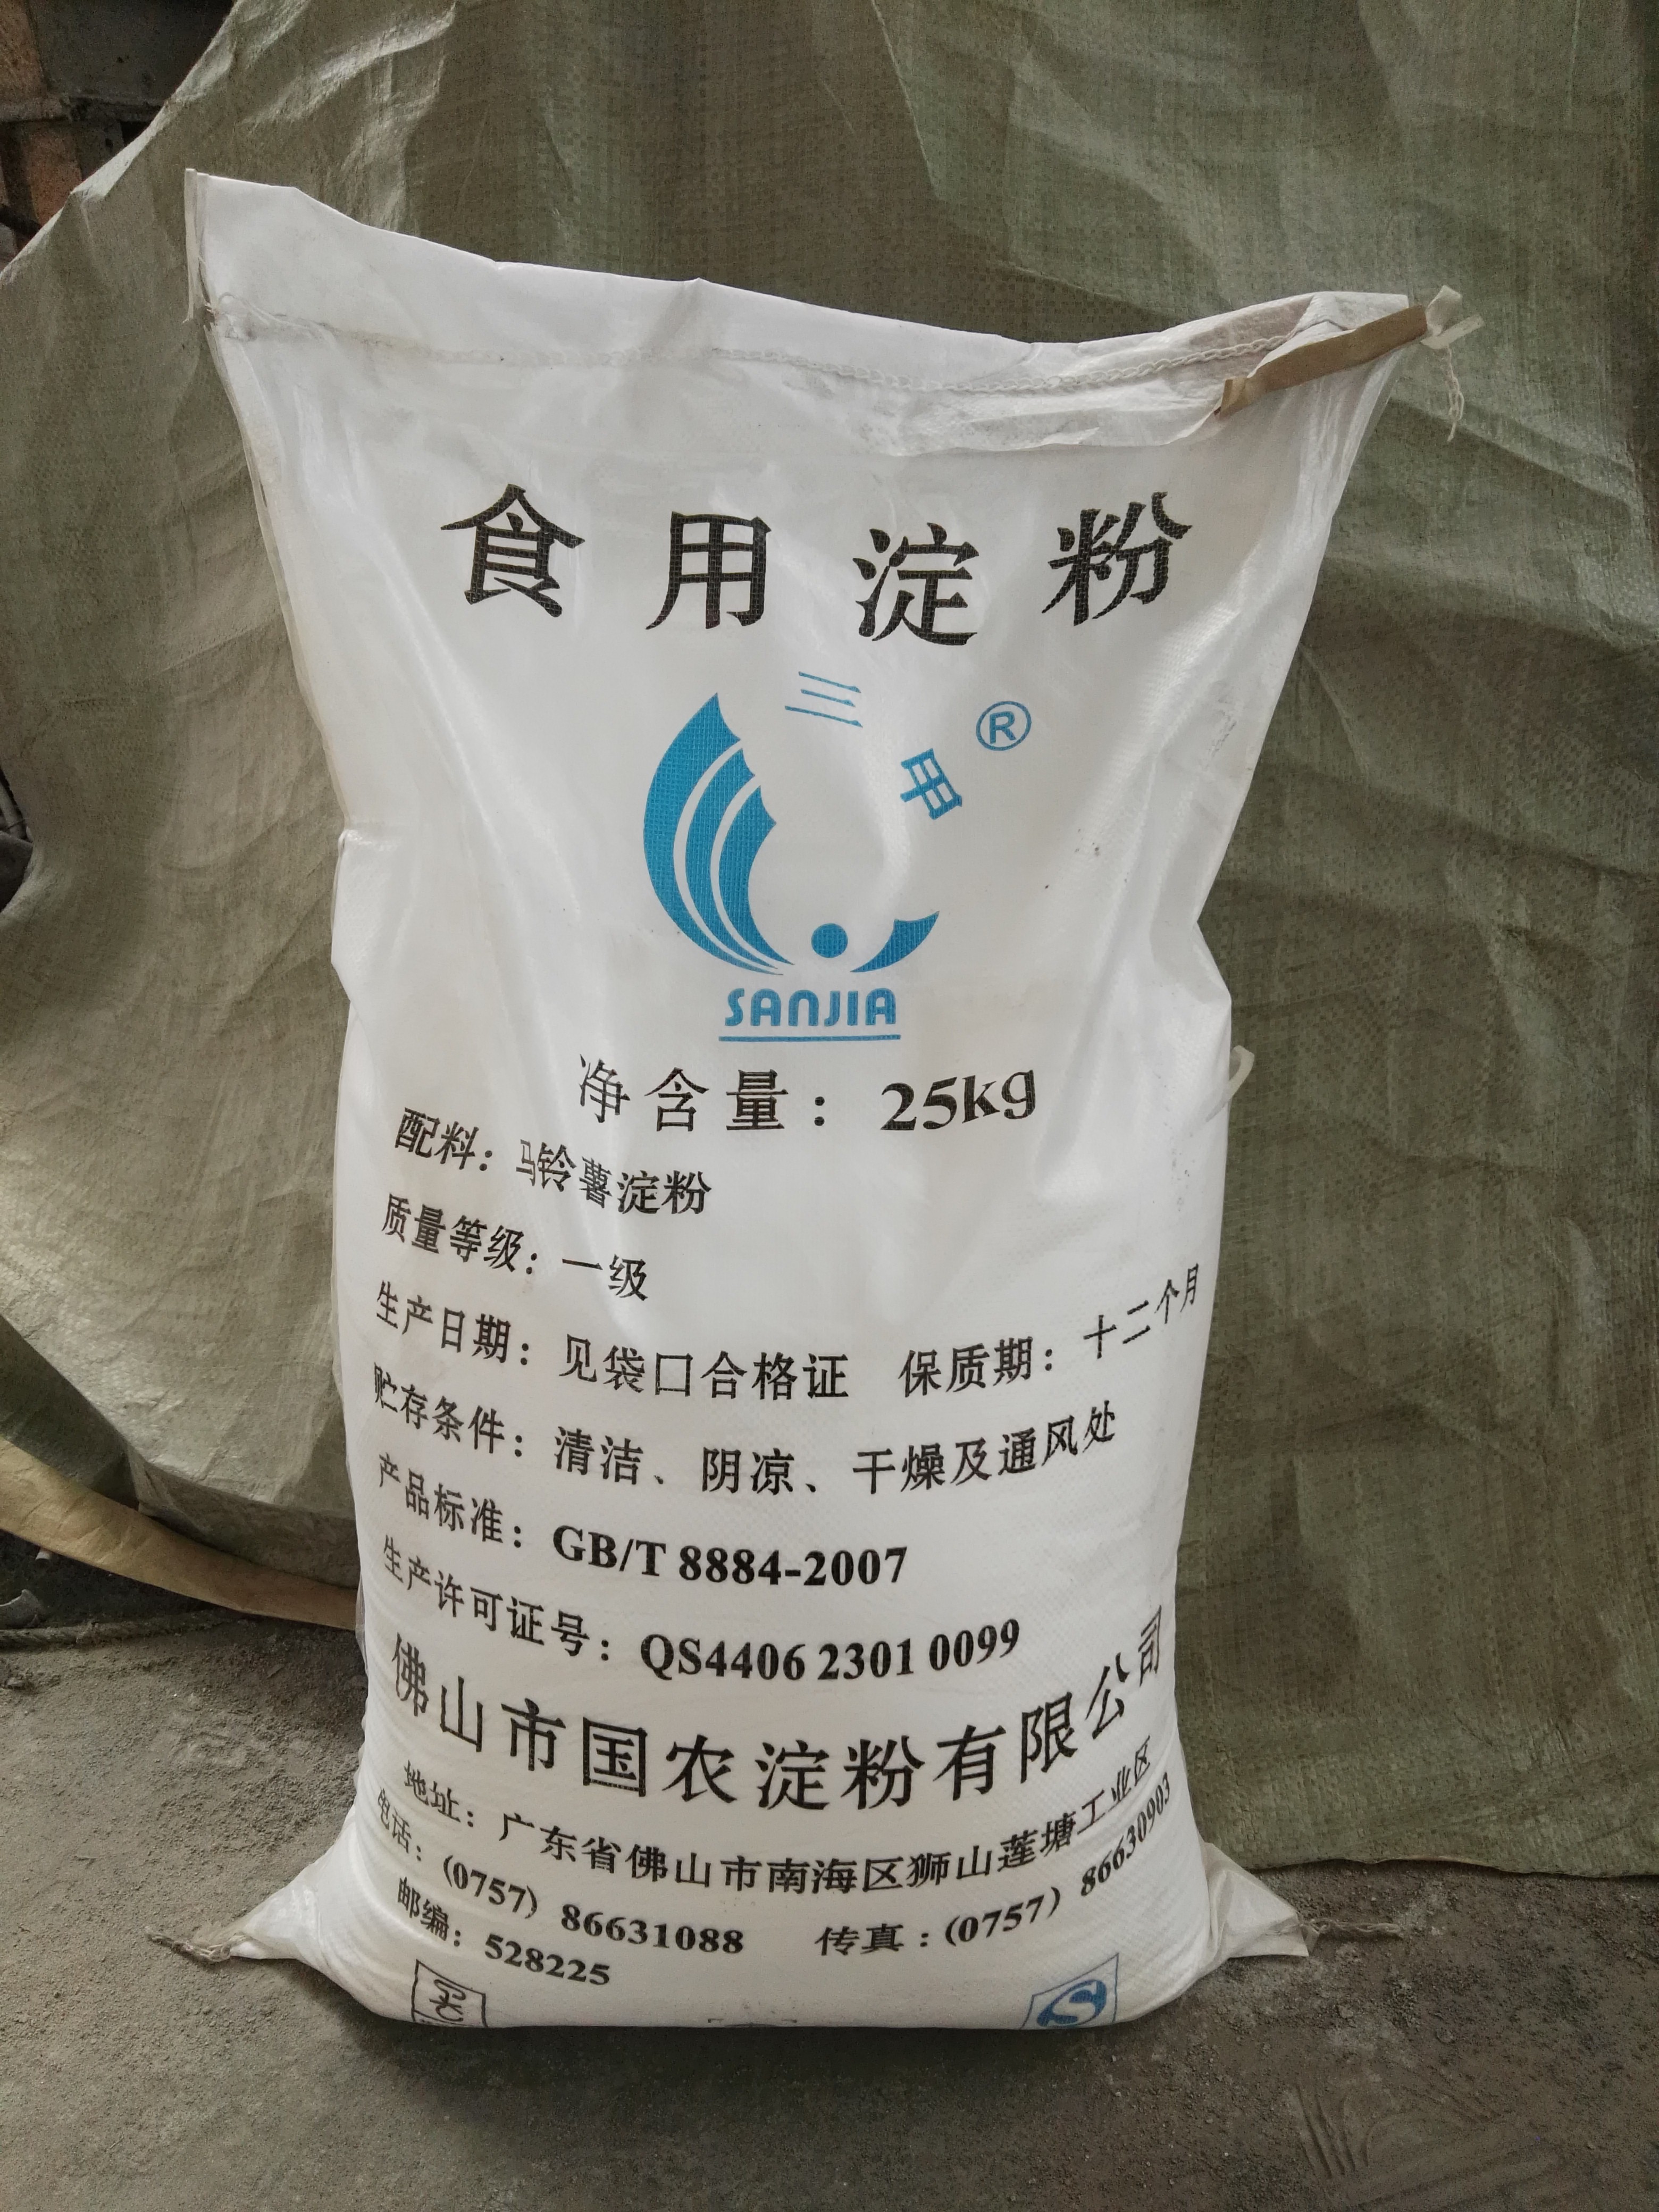 食用淀粉
三甲®
SANJIA
净含量：25kg
配料：马铃薯淀粉
质量等级：一级
生产日期：见袋口合格证 保质期：十二个月
贮存条件：清洁、阴凉、干燥及通风处
产品标准：GB/T 8884-2007
生产许可证号：QS4406 2301 0099
佛山市国农淀粉有限公司
地址：广东省佛山市南海区狮山莲塘工业区
电话：(0757) 86631088 传真：(0757) 86630903
邮编：528225